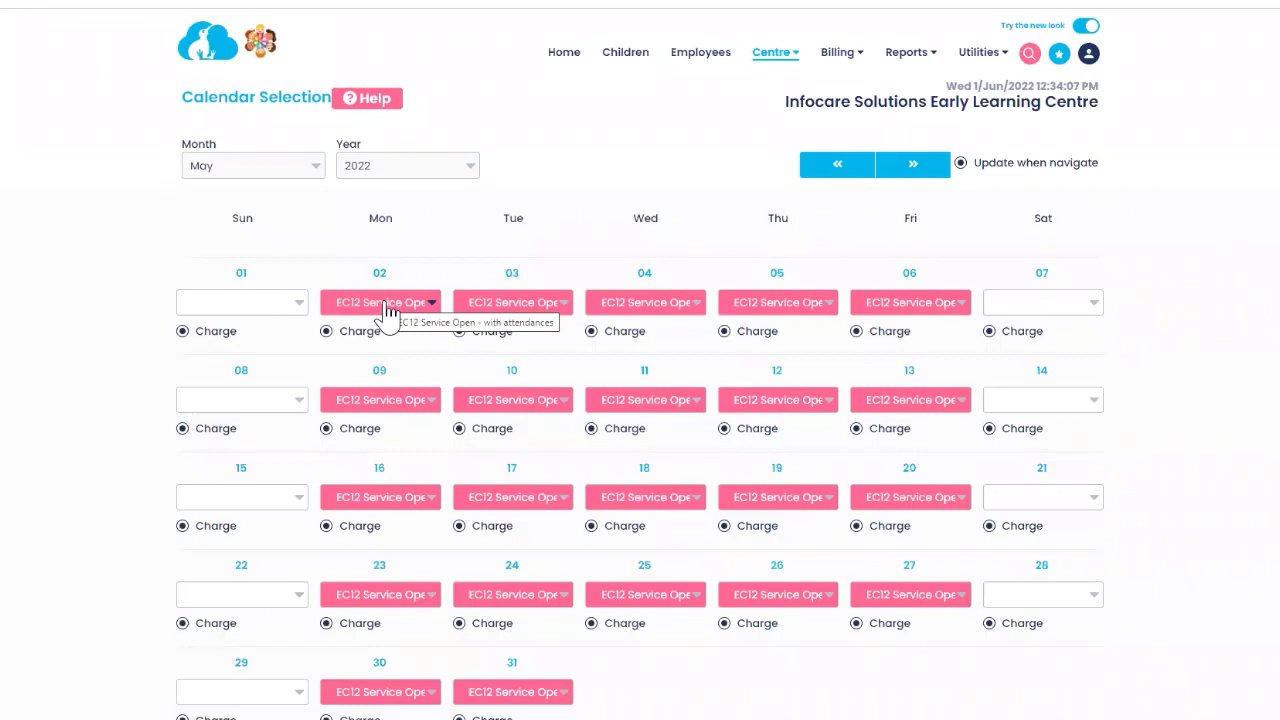 Try the new look
Home Children Employees Centre Billing Reports Utilities
Calendar Selection Help
Wed 1/Jun/2022 12:34:07 PM
Infocare Solutions Early Learning Centre
Month Year
May 2022 « » Update when navigate
Sun Mon Tue Wed Thu Fri Sat
01 02 03 04 05 06 07
EC12 Service Ope EC12 Service Ope EC12 Service Ope EC12 Service Ope EC12 Service Ope
EC12 Service Open - with attendances
Charge Charge Charge Charge Charge Charge Charge
08 09 10 11 12 13 14
EC12 Service Ope EC12 Service Ope EC12 Service Ope EC12 Service Ope EC12 Service Ope
Charge Charge Charge Charge Charge Charge Charge
15 16 17 18 19 20 21
EC12 Service Ope EC12 Service Ope EC12 Service Ope EC12 Service Ope EC12 Service Ope
Charge Charge Charge Charge Charge Charge Charge
22 23 24 25 26 27 28
EC12 Service Ope EC12 Service Ope EC12 Service Ope EC12 Service Ope EC12 Service Ope
Charge Charge Charge Charge Charge Charge Charge
29 30 31
EC12 Service Ope EC12 Service Ope
Charge Charge Charge